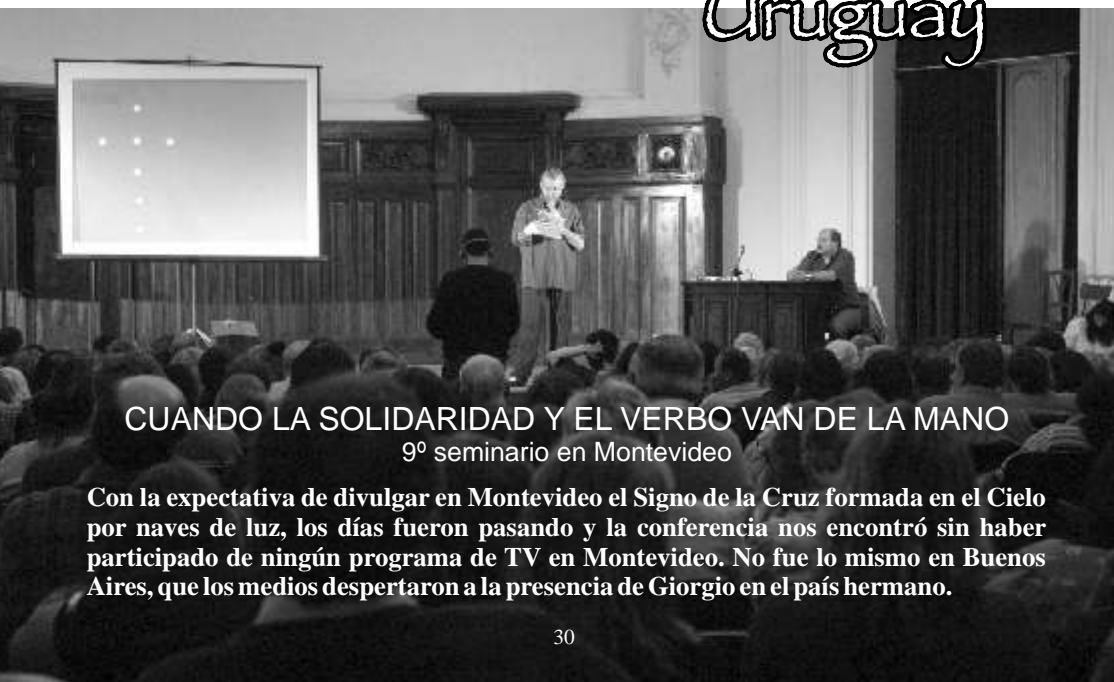 Uruguay
CUANDO LA SOLIDARIDAD Y EL VERBO VAN DE LA MANO
9º seminario en Montevideo
Con la expectativa de divulgar en Montevideo el Signo de la Cruz formada en el Cielo
por naves de luz, los días fueron pasando y la conferencia nos encontró sin haber
participado de ningún programa de TV en Montevideo. No fue lo mismo en Buenos
Aires, que los medios despertaron a la presencia de Giorgio en el país hermano.
30